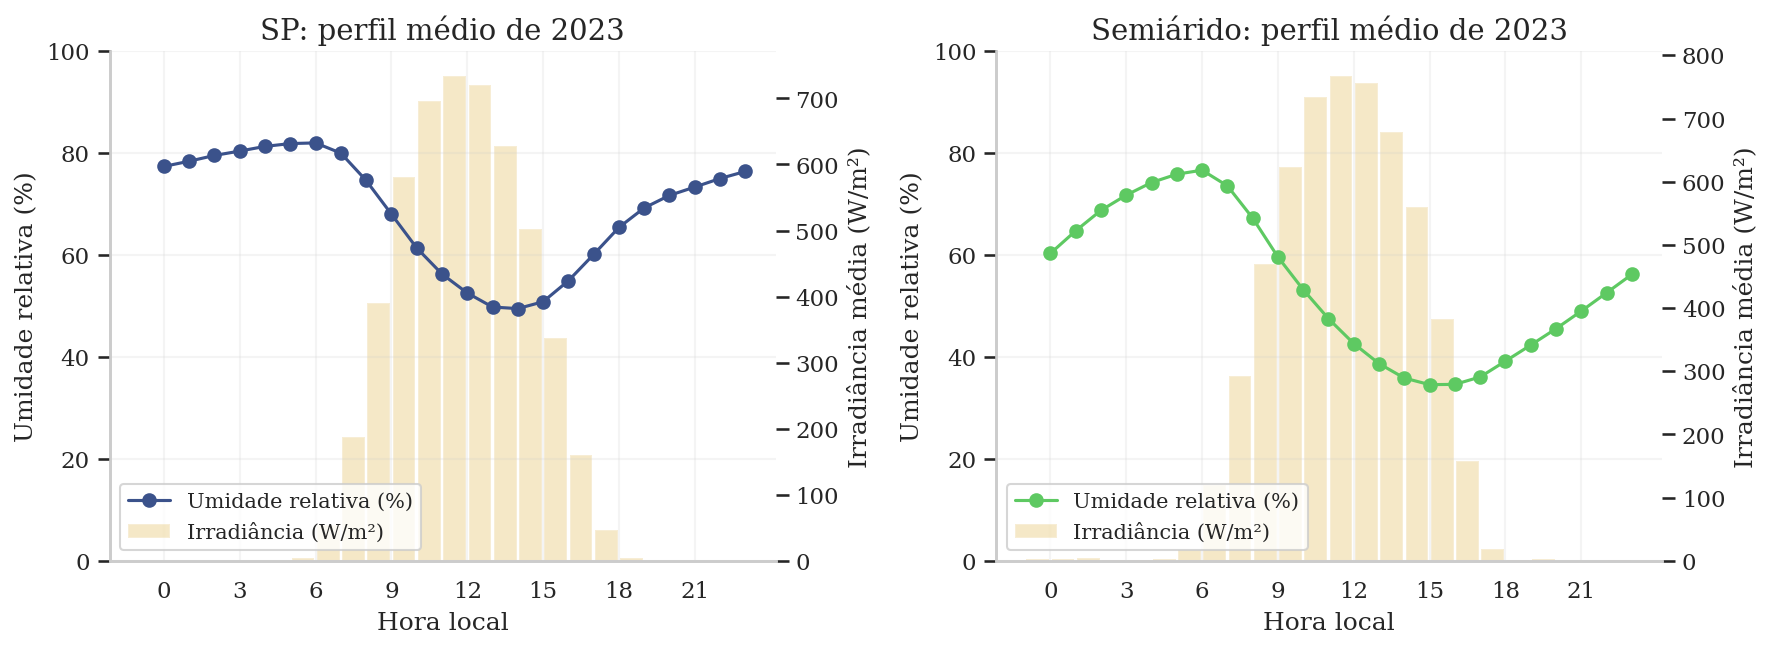 SP: perfil médio de 2023
100
80
60
40
20
0
Umidade relativa (%)
700
600
500
400
300
200
100
0
Irradiância média (W/m²)
Umidade relativa (%)
Irradiância (W/m²)
0 3 6 9 12 15 18 21
Hora local
Semiárido: perfil médio de 2023
100
80
60
40
20
0
Umidade relativa (%)
800
700
600
500
400
300
200
100
0
Irradiância média (W/m²)
Umidade relativa (%)
Irradiância (W/m²)
0 3 6 9 12 15 18 21
Hora local